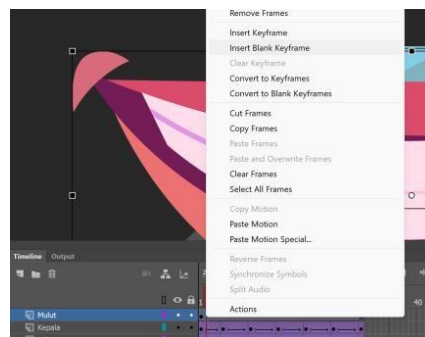 Remove Frames
Insert Keyframe
Insert Blank Keyframe
Clear Keyframe
Convert to Keyframes
Convert to Blank Keyframes
Cut Frames
Copy Frames
Paste Frames
Paste and Overwrite Frames
Clear Frames
Select All Frames
Copy Motion
Paste Motion
Paste Motion Special...
Reverse Frames
Synchronize Symbols
Split Audio
Actions
Timeline Output
1
40
Mulut
Kepala